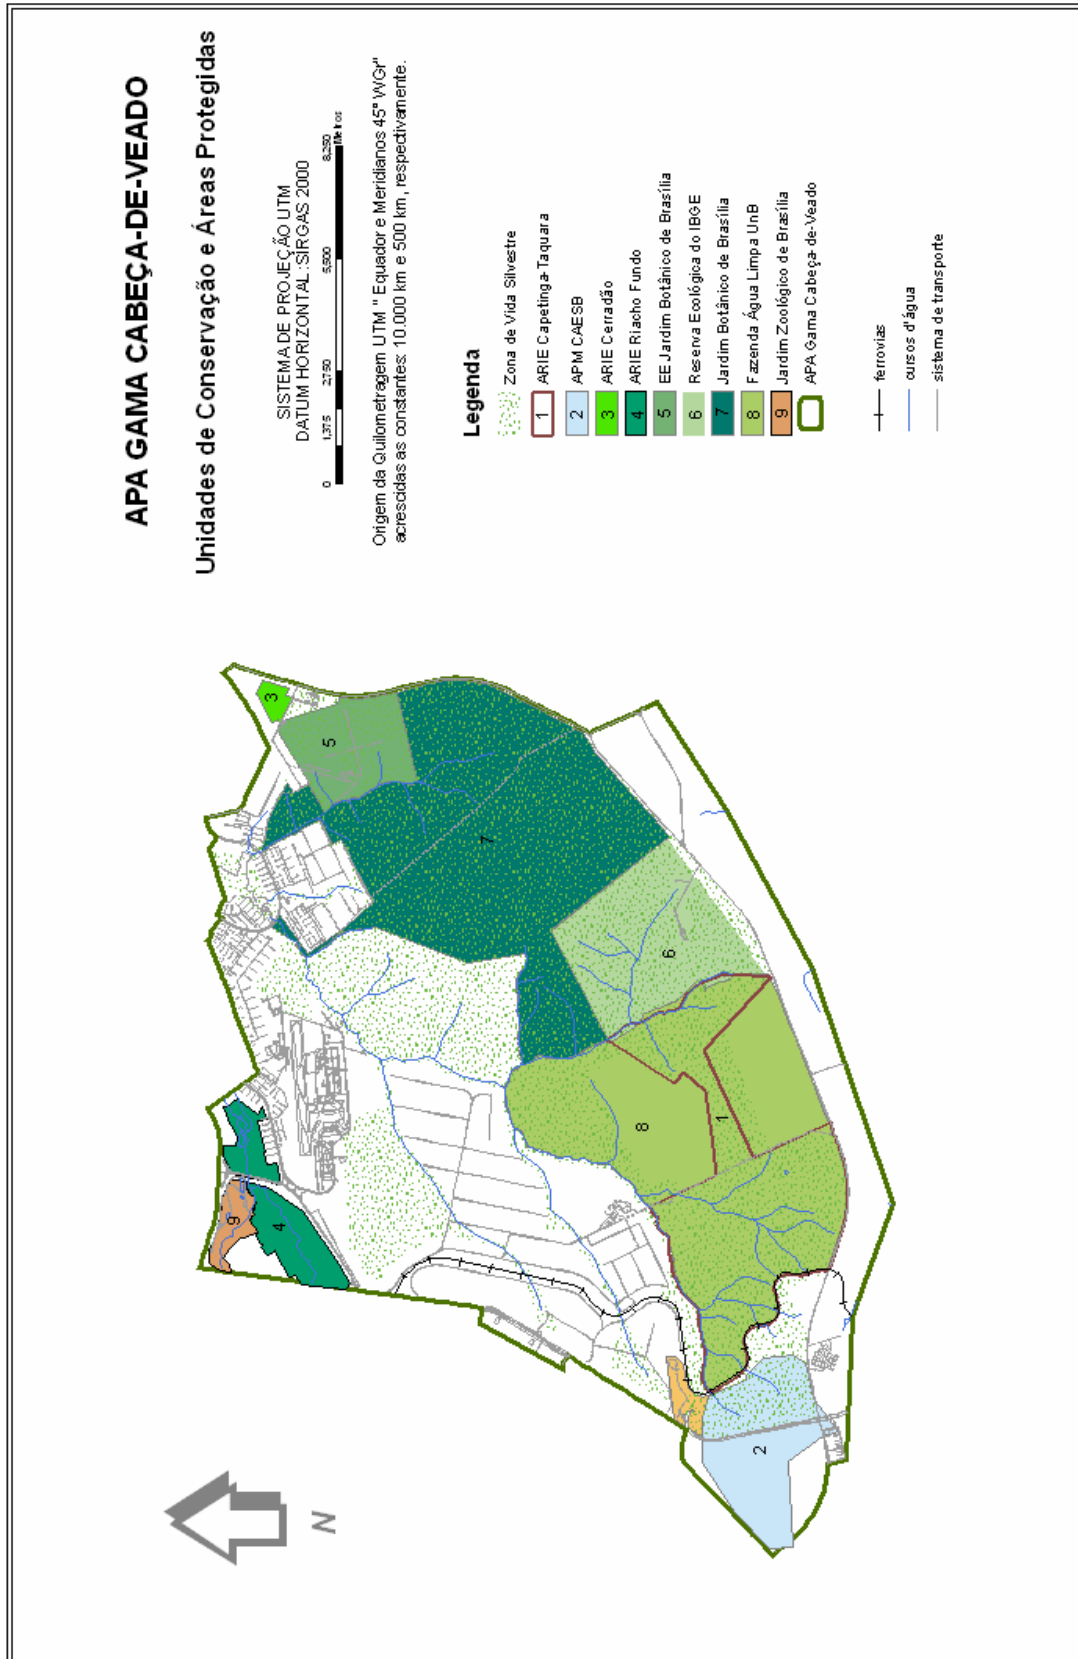 APA GAMA CABEÇA-DE-VEADO
Unidades de Conservação e Áreas Protegidas
SISTEMA DE PROJEÇÃO UTM
DATUM HORIZONTAL: SIRGAS 2000
0 1,375 2,750 5,500 8,250
Metros
Origem da Quilometragem UTM " Equador e Meridianos 45° WGr"
acrescidas as constantes: 10.000 km e 500 km, respectivamente.
Legenda
Zona de Vida Silvestre
1 ARIE Capetinga-Taquara
2 APM CAESB
3 ARIE Cerradão
4 ARIE Riacho Fundo
5 EE Jardim Botânico de Brasília
6 Reserva Ecológica do IBGE
7 Jardim Botânico de Brasília
8 Fazenda Água Limpa UnB
9 Jardim Zoológico de Brasília
APA Gama Cabeça-de-Veado
ferrovias
cursos d'água
sistema de transporte
3
5
7
6
8
1
9
4
2
N